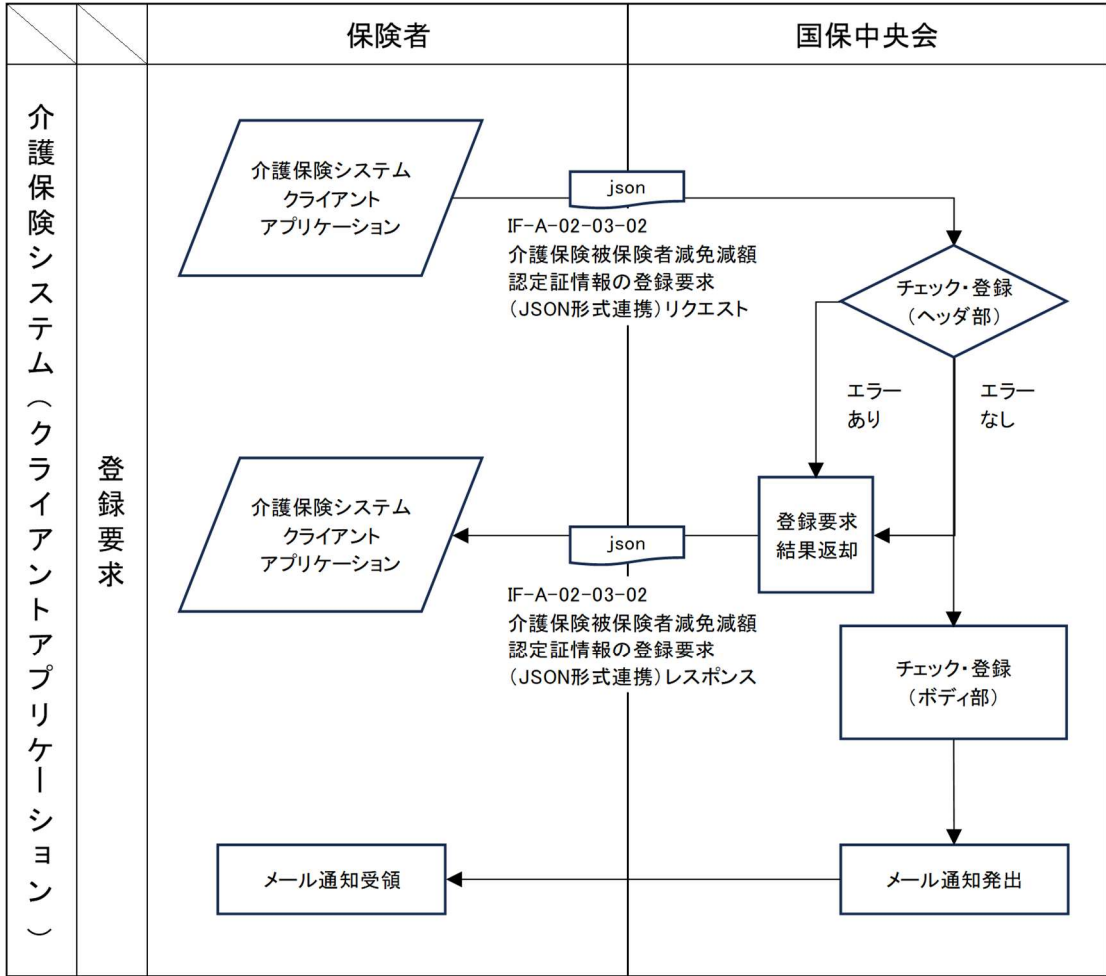 保険者
国保中央会
介護保険システム（クライアントアプリケーション）
登録要求
介護保険システム
クライアント
アプリケーション
json
IF-A-02-03-02
介護保険被保険者減免減額
認定証情報の登録要求
（JSON形式連携）リクエスト
チェック・登録
（ヘッダ部）
エラー
あり
エラー
なし
介護保険システム
クライアント
アプリケーション
json
登録要求
結果返却
IF-A-02-03-02
介護保険被保険者減免減額
認定証情報の登録要求
（JSON形式連携）レスポンス
チェック・登録
（ボディ部）
メール通知受領
メール通知発出